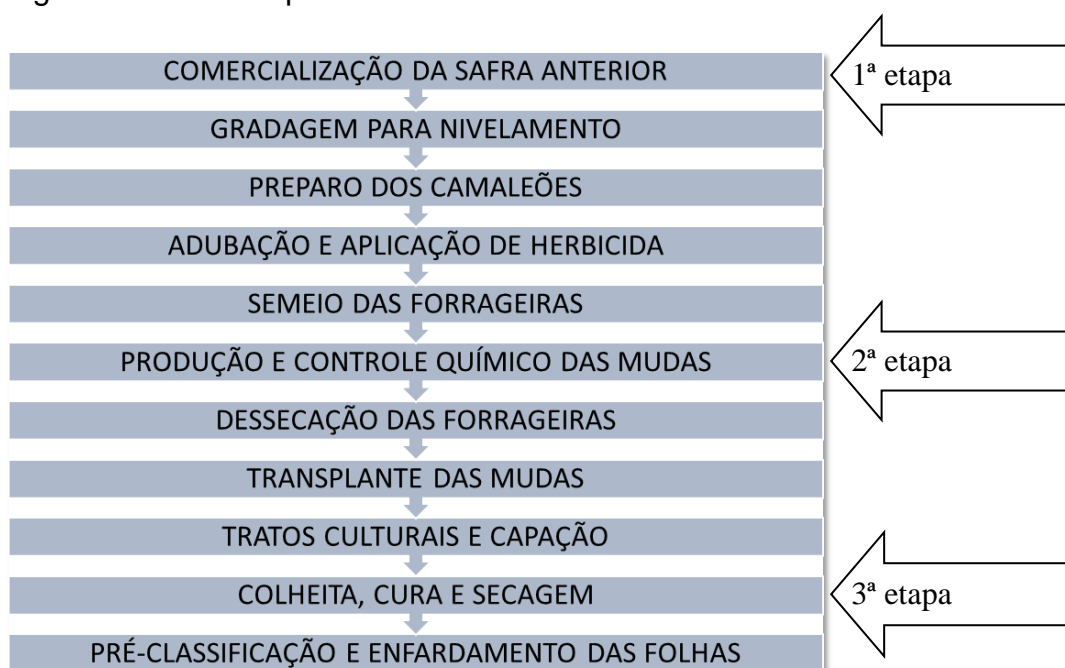 COMERCIALIZAÇÃO DA SAFRA ANTERIOR
1ª etapa
GRADAGEM PARA NIVELAMENTO
PREPARO DOS CAMALEÕES
ADUBAÇÃO E APLICAÇÃO DE HERBICIDA
SEMEIO DAS FORRAGEIRAS
PRODUÇÃO E CONTROLE QUÍMICO DAS MUDAS
2ª etapa
DESSECAÇÃO DAS FORRAGEIRAS
TRANSPLANTE DAS MUDAS
TRATOS CULTURAIS E CAPAÇÃO
COLHEITA, CURA E SECAGEM
3ª etapa
PRÉ-CLASSIFICAÇÃO E ENFARDAMENTO DAS FOLHAS